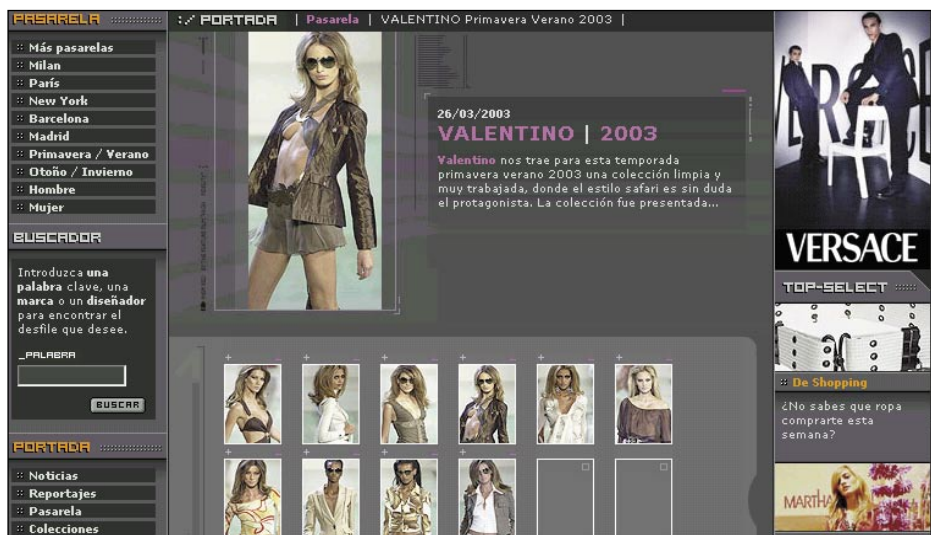 PASARELA
Más pasarelas
Milan
París
New York
Barcelona
Madrid
Primavera / Verano
Otoño / Invierno
Hombre
Mujer
BUSCADOR
Introduzca una
palabra clave, una
marca o un diseñador
para encontrar el
desfile que desee.
_PALABRA
BUSCAR
PORTADA
Noticias
Reportajes
Pasarela
Colecciones
:/ PORTADA | Pasarela | VALENTINO Primavera Verano 2003 |
26/03/2003
VALENTINO | 2003
Valentino nos trae para esta temporada
primavera verano 2003 una colección limpia y
muy trabajada, donde el estilo safari es sin duda
el protagonista. La colección fue presentada...
1
VERSACE
VERSACE
TOP-SELECT
De Shopping
¿No sabes que ropa
comprarte esta
semana?
MARTHA